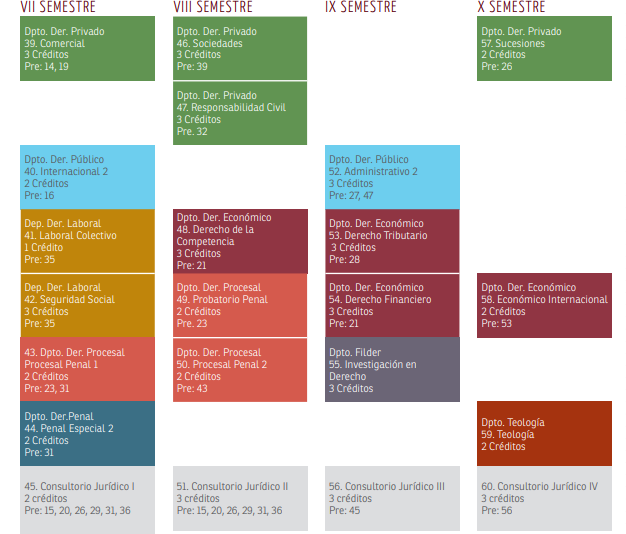 VII SEMESTRE
Dpto. Der. Privado
39. Comercial
3 Créditos
Pre: 14, 19
Dpto. Der. Público
40. Internacional 2
2 Créditos
Pre: 16
Dep. Der. Laboral
41. Laboral Colectivo
1 Crédito
Pre: 35
Dep. Der. Laboral
42. Seguridad Social
3 Créditos
Pre: 35
43. Dpto. Der. Procesal
Procesal Penal 1
2 Créditos
Pre: 23, 31
Dpto. Der.Penal
44. Penal Especial 2
2 Créditos
Pre: 31
45. Consultorio Jurídico I
2 créditos
Pre: 15, 20, 26, 29, 31, 36
VIII SEMESTRE
Dpto. Der. Privado
46. Sociedades
3 Créditos
Pre: 39
Dpto. Der. Privado
47. Responsabilidad Civil
3 Créditos
Pre. 32
Dpto. Der. Económico
48. Derecho de la
Competencia
Pre: 21
Dpto. Der. Procesal
49. Probatorio Penal
2 Créditos
Pre. 23
Dpto. Der. Procesal
50. Procesal Penal 2
2 Créditos
Pre: 43
51. Consultorio Jurídico II
3 créditos
Pre: 15, 20, 26, 29, 31, 36
IX SEMESTRE
Dpto. Der. Público
52. Administrativo 2
3 Créditos
Pre: 27, 47
Dpto. Der. Económico
53. Derecho Tributario
3 Créditos
Pre: 28
Dpto. Der. Económico
54. Derecho Financiero
3 Creditos
Pre: 21
Dpto. Filder
55. Investigación en
Derecho
3 Créditos
56. Consultorio Jurídico III
3 créditos
Pre: 45
X SEMESTRE
Dpto. Der. Privado
57. Sucesiones
2 Créditos
Pre: 26
Dpto. Der. Económico
58. Económico Internacional
2 Créditos
Pre: 53
Dpto. Teología
59. Teología
2 Créditos
60. Consultorio Jurídico IV
3 créditos
Pre: 56